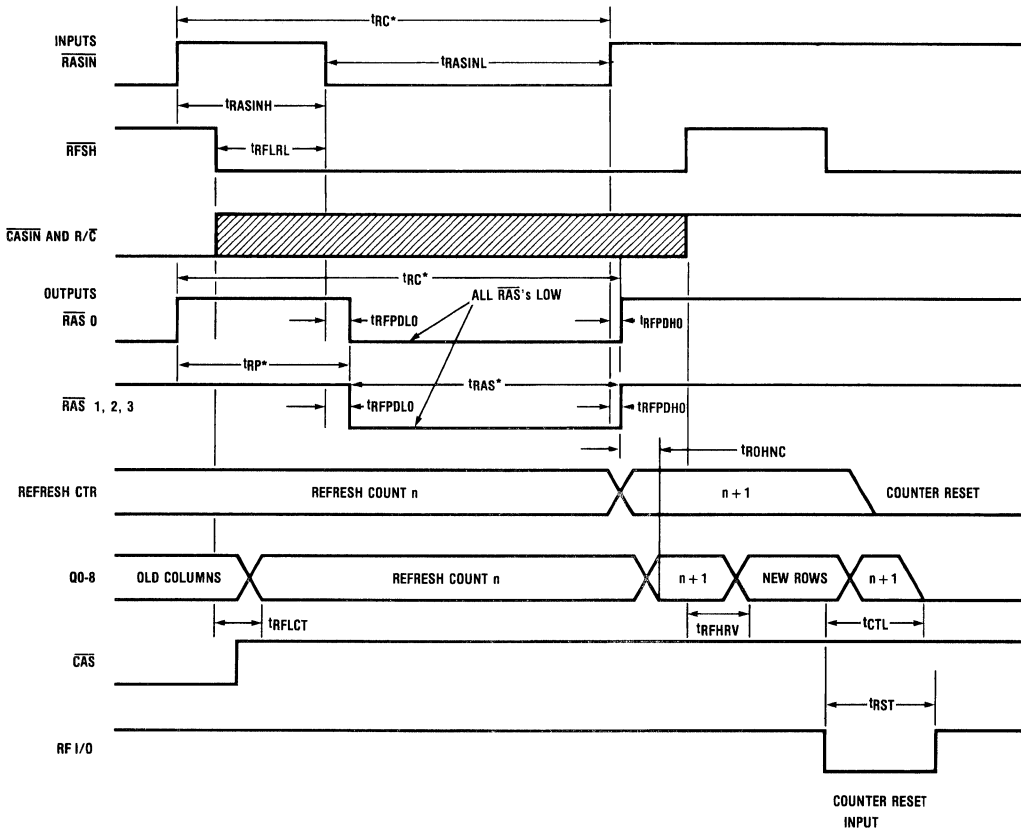 tRC*
INPUTS
RASIN
tRASINL
tRASINH
RFSH
tRFLRL
CASIN AND R/C
tRC*
OUTPUTS
ALL RAS's LOW
RAS 0
tRFPDL0
tRFPDH0
tRP*
tRAS*
RAS 1, 2, 3
tRFPDL0
tRFPDH0
tROHNC
REFRESH CTR
REFRESH COUNT n
n + 1
COUNTER RESET
Q0-8
OLD COLUMNS
REFRESH COUNT n
n + 1
NEW ROWS
n + 1
tRFLCT
tRFHRV
tCTL
CAS
tRST
RF I/O
COUNTER RESET
INPUT